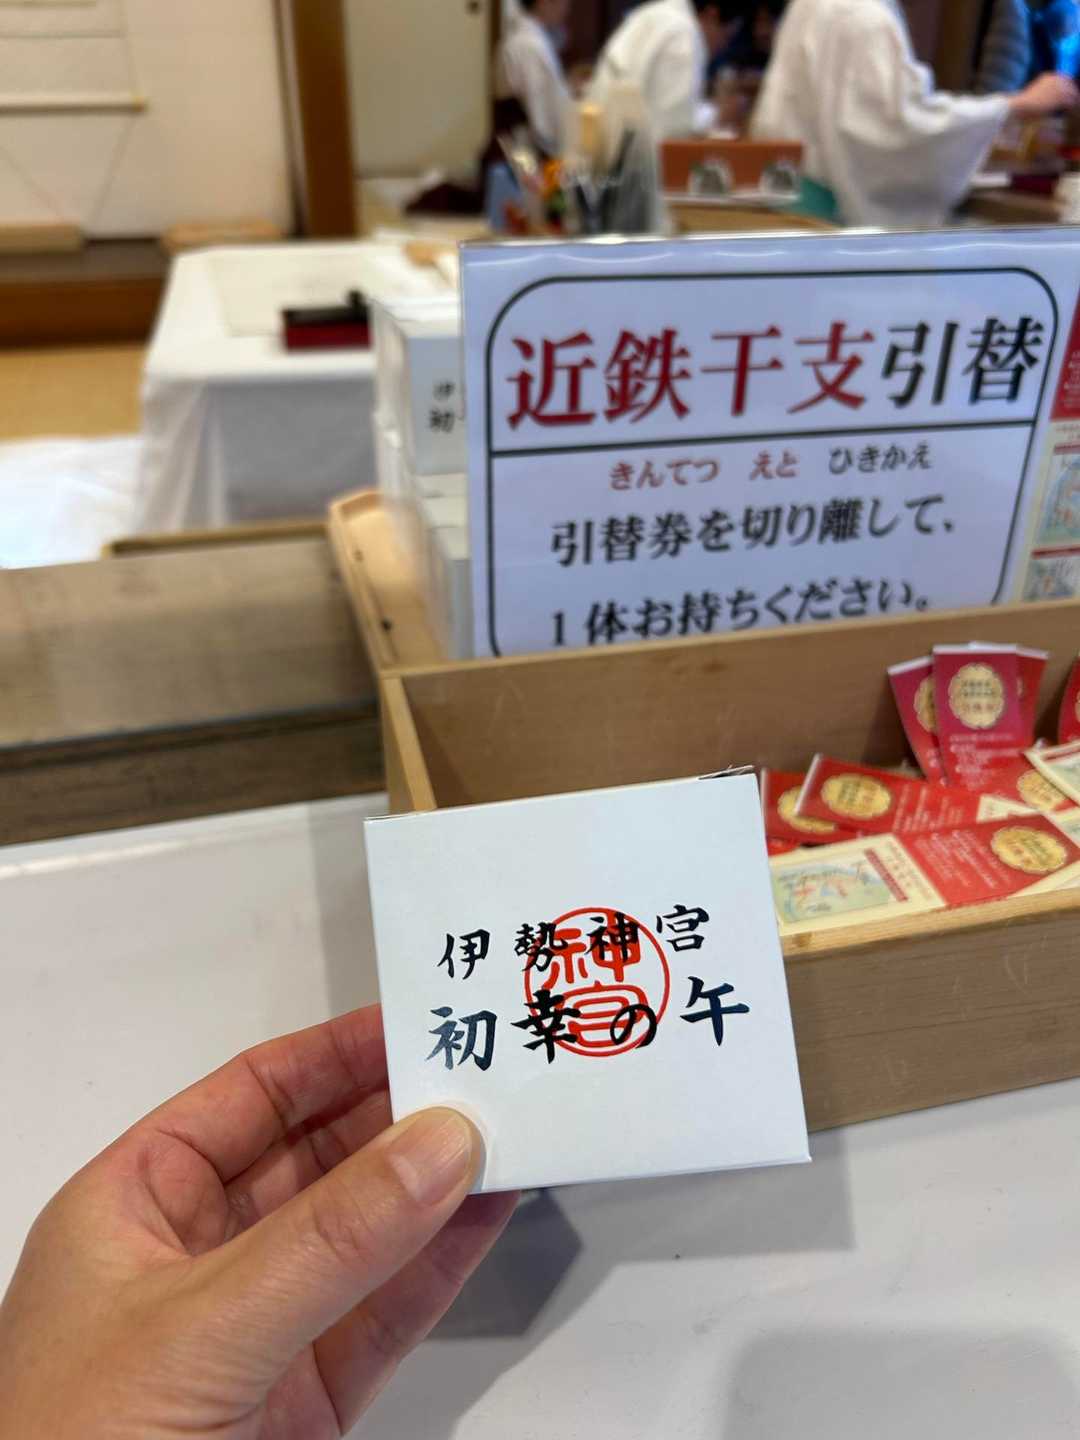 近鉄干支引替
きんてつ えと ひきかえ
引替券を切り離して、
1体お持ちください。
伊勢神宮
初幸の午
神宮
伊
初